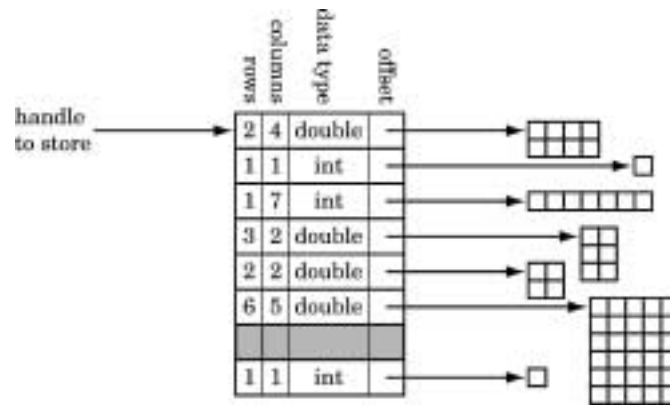 rows columns data type offset
handle
to store
2 4 double
1 1 int
1 7 int
3 2 double
2 2 double
6 5 double
1 1 int